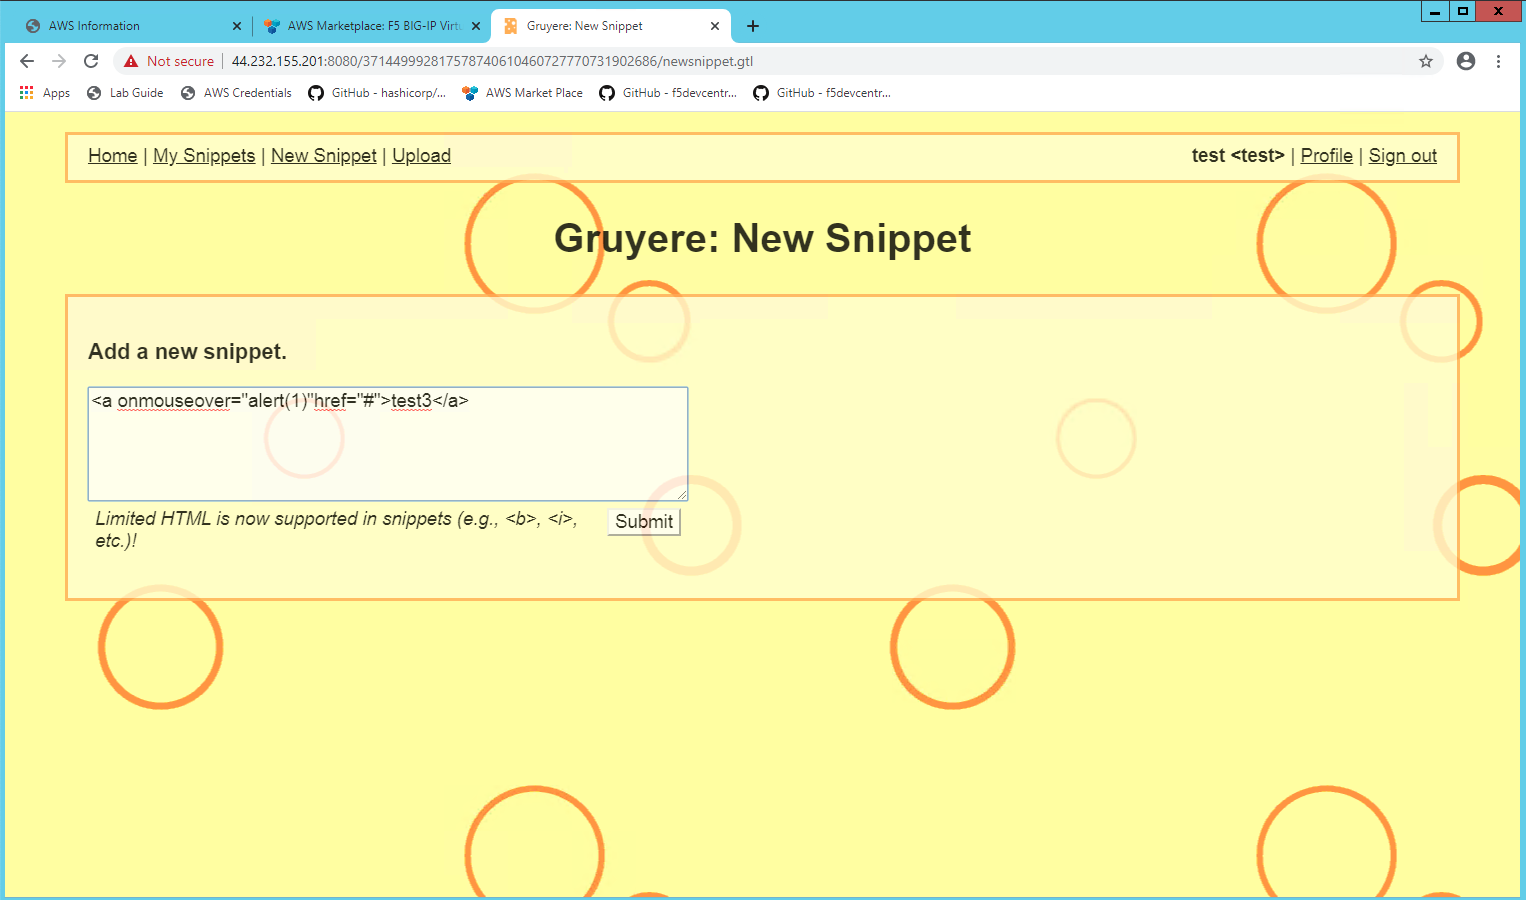 AWS Information
AWS Marketplace: F5 BIG-IP Virtu
Gruyere: New Snippet
Not secure | 44.232.155.201:8080/371449992817578740610460727770731902686/newsnippet.gtl
Apps Lab Guide AWS Credentials GitHub - hashicorp/... AWS Market Place GitHub - f5devcentr... GitHub - f5devcentr...
Home | My Snippets | New Snippet | Upload
test <test> | Profile | Sign out
Gruyere: New Snippet
Add a new snippet.
<a onmouseover="alert(1)"href="#">test3</a>
Limited HTML is now supported in snippets (e.g., <b>, <i>,
etc.)!
Submit